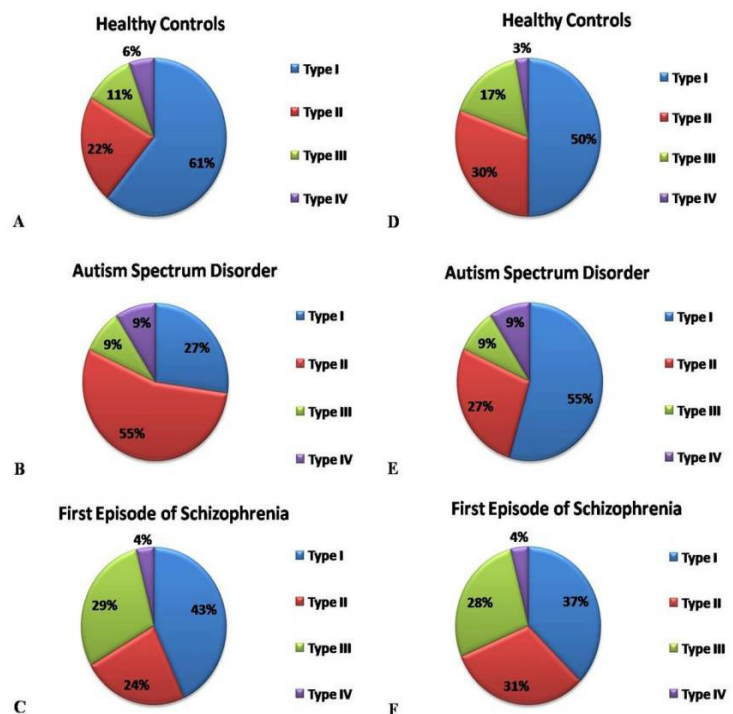 Healthy Controls
6%
11%
22%
61%
Type I
Type II
Type III
Type IV
A
Healthy Controls
3%
17%
30%
50%
Type I
Type II
Type III
Type IV
D
Autism Spectrum Disorder
9%
9%
27%
55%
Type I
Type II
Type III
Type IV
B
Autism Spectrum Disorder
9%
9%
27%
55%
Type I
Type II
Type III
Type IV
E
First Episode of Schizophrenia
4%
29%
43%
24%
Type I
Type II
Type III
Type IV
C
First Episode of Schizophrenia
4%
28%
37%
31%
Type I
Type II
Type III
Type IV
F